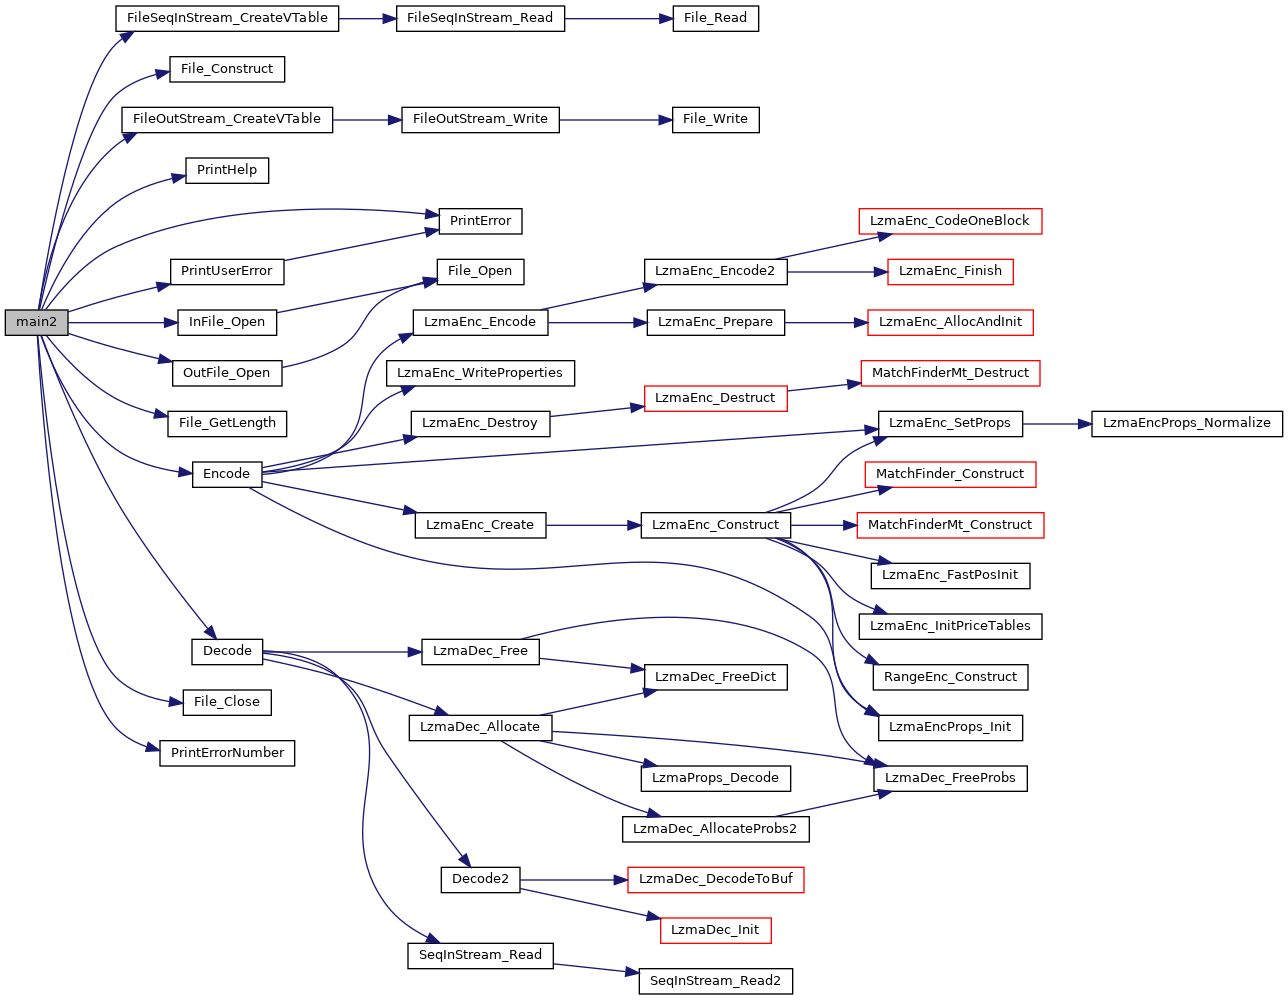 FileSeqInStream_CreateVTable
FileSeqInStream_Read
File_Read
File_Construct
FileOutStream_CreateVTable
FileOutStream_Write
File_Write
PrintHelp
PrintError
LzmaEnc_CodeOneBlock
PrintUserError
File_Open
LzmaEnc_Encode2
LzmaEnc_Finish
main2
InFile_Open
LzmaEnc_Encode
LzmaEnc_Prepare
LzmaEnc_AllocAndInit
OutFile_Open
LzmaEnc_WriteProperties
MatchFinderMt_Destruct
LzmaEnc_Destruct
File_GetLength
LzmaEnc_Destroy
LzmaEnc_SetProps
LzmaEncProps_Normalize
Encode
MatchFinder_Construct
LzmaEnc_Create
LzmaEnc_Construct
MatchFinderMt_Construct
LzmaEnc_FastPosInit
LzmaEnc_InitPriceTables
Decode
LzmaDec_Free
LzmaDec_FreeDict
RangeEnc_Construct
File_Close
LzmaDec_Allocate
LzmaEncProps_Init
PrintErrorNumber
LzmaProps_Decode
LzmaDec_FreeProbs
LzmaDec_AllocateProbs2
Decode2
LzmaDec_DecodeToBuf
LzmaDec_Init
SeqInStream_Read
SeqInStream_Read2